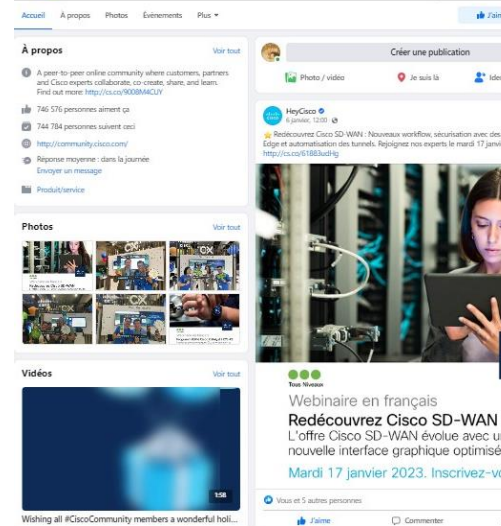 Accueil À propos Photos Événements Plus
J'aim
À propos
Voir tout
A peer-to-peer online community where customers, partners
and Cisco experts collaborate, co-create, share, and learn.
Find out more: http://cs.co/9008M4CUY
746 576 personnes aiment ça
744 784 personnes suivent ceci
http://community.cisco.com/
Réponse moyenne : dans la journée
Envoyer un message
Produit/service
Photos
Voir tout
CX
Vidéos
Voir tout
1:58
Wishing all #CiscoCommunity members a wonderful holi...
Créer une publication
Photo / vidéo Je suis là Iden
HeyCisco
6 janvier, 12:00
Redécouvrez Cisco SD-WAN : Nouveaux workflow, sécurisation avec des
Edge et automatisation des tunnels. Rejoignez nos experts le mardi 17 janvi
http://cs.co/61883udHg
Tous Niveaux
Webinaire en français
Redécouvrez Cisco SD-WAN
L'offre Cisco SD-WAN évolue avec u
nouvelle interface graphique optimisé
Mardi 17 janvier 2023. Inscrivez-vo
Vous et 5 autres personnes
J'aime Commenter